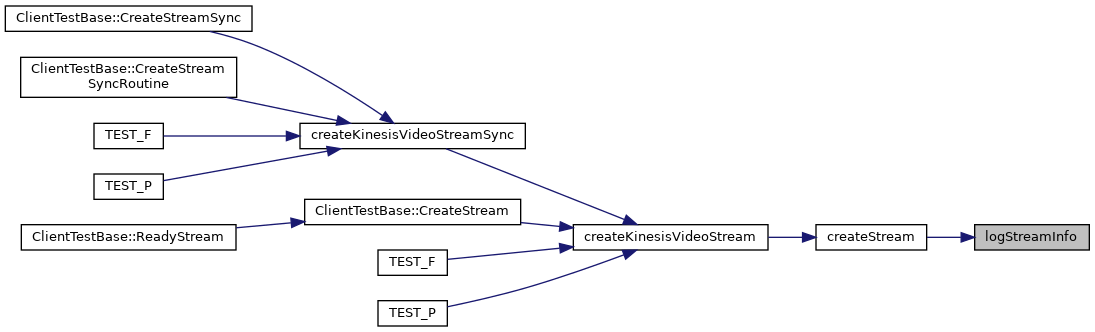 ClientTestBase::CreateStreamSync
ClientTestBase::CreateStream
SyncRoutine
createKinesisVideoStreamSync
TEST_F
TEST_P
ClientTestBase::CreateStream
ClientTestBase::ReadyStream
createKinesisVideoStream
createStream
logStreamInfo
TEST_F
TEST_P